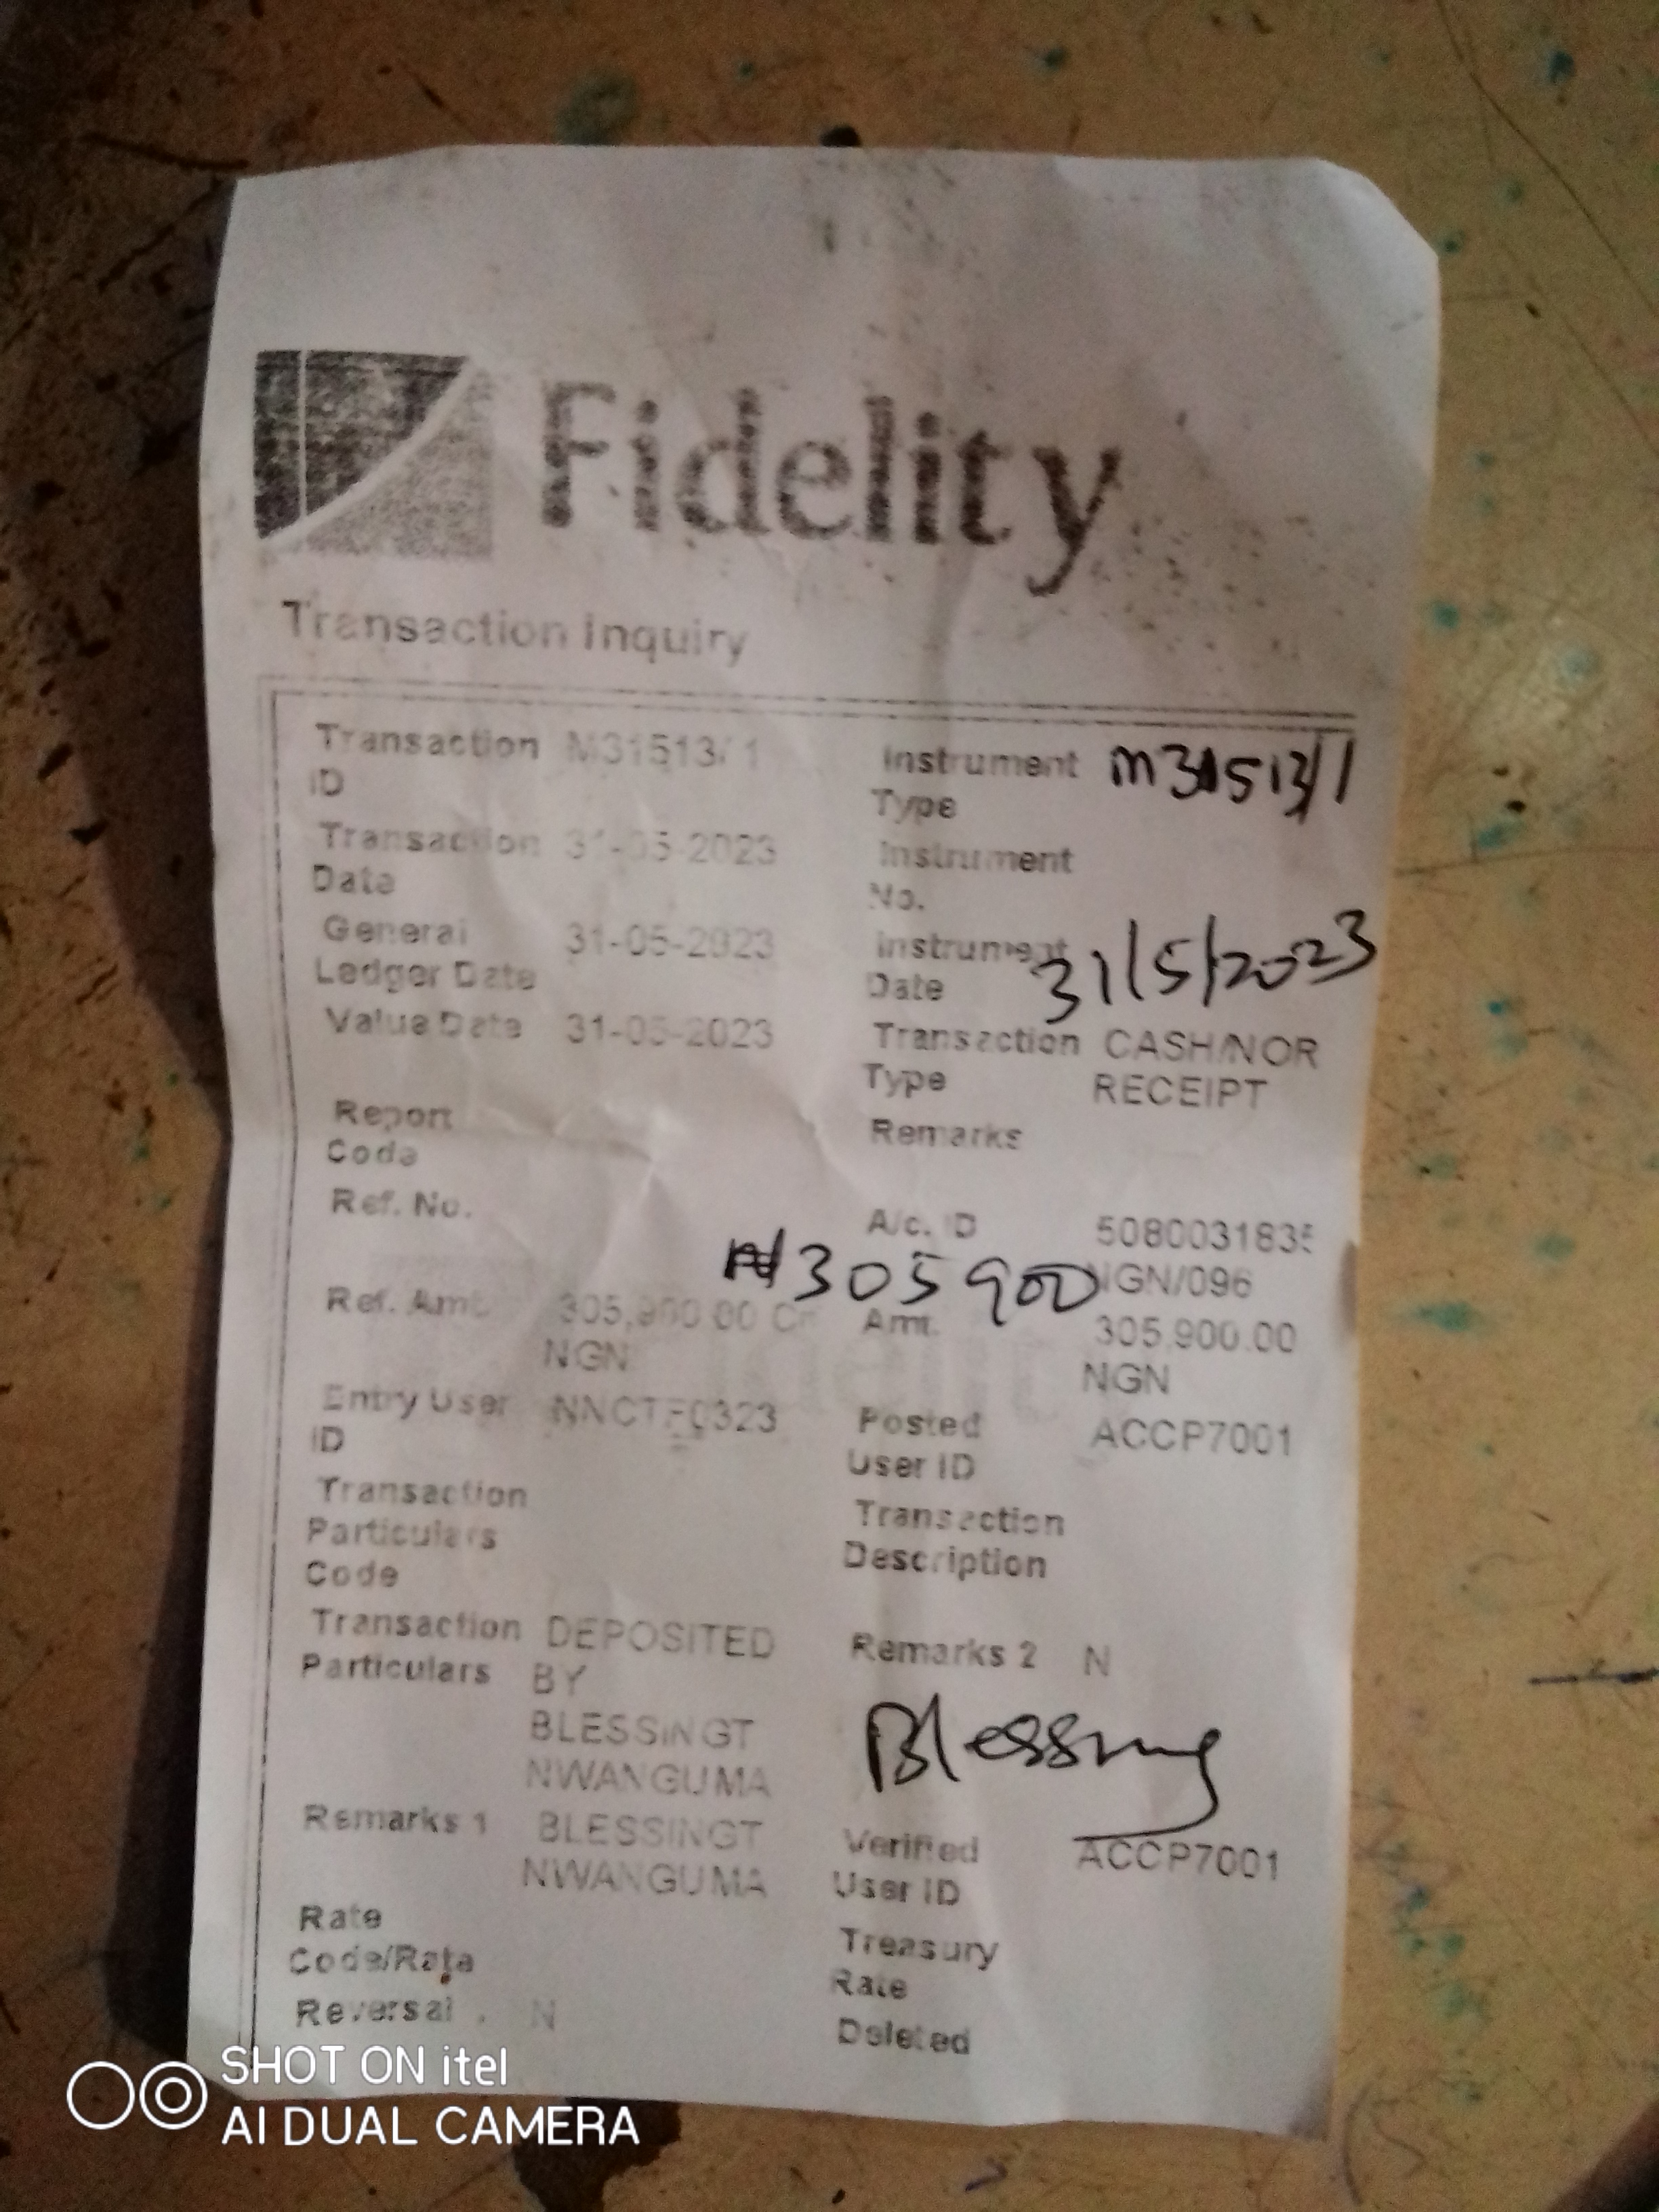 Fidelity
Transaction Inquiry
Transaction M31513/ 1 Instrument m31513/1
ID Type
Transaction 31-05-2023 Instrument
Date No.
General 31-05-2023 Instrument 31/5/2023
Ledger Date Date
Value Date 31-05-2023 Transaction CASH/NOR
Type RECEIPT
Report Remarks
Code
Ref. No. A/c. ID 5080031835
₦305900 NGN/096
Ref. Amt. 305,900.00 Cr Amt. 305,900.00
NGN NGN
Entry User Posted ACCP7001
ID User ID
Transaction Transaction
Particulars Description
Code
Transaction DEPOSITED Remarks 2 N
Particulars BY
BLESSINGT Blessing
NWANGUMA
Remarks 1 BLESSINGT Verified ACCP7001
NWANGUMA User ID
Rate Treasury
Code/Rate Rate
Reversal N Deleted
SHOT ON itel
AI DUAL CAMERA